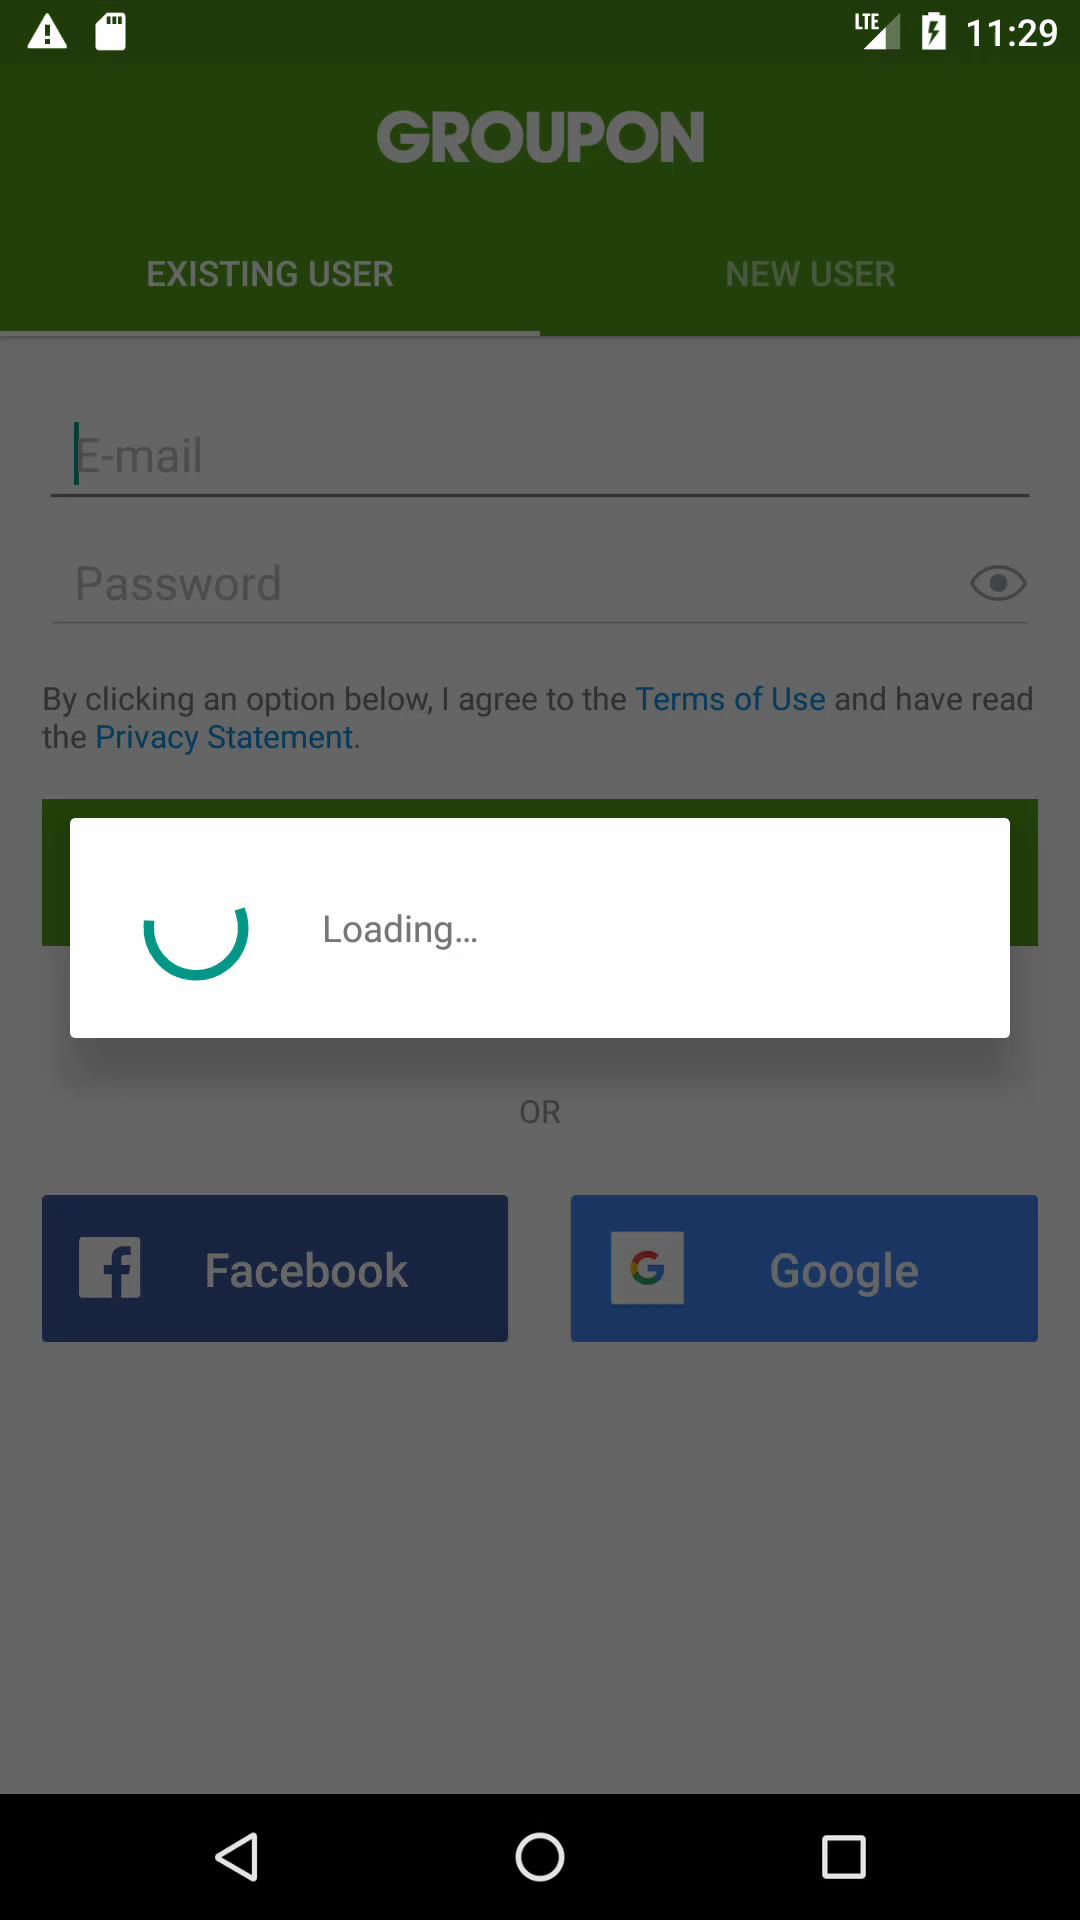 LTE 11:29
GROUPON
EXISTING USER NEW USER
E-mail
Password
By clicking an option below, I agree to the Terms of Use and have read
the Privacy Statement.
Loading...
OR
Facebook Google